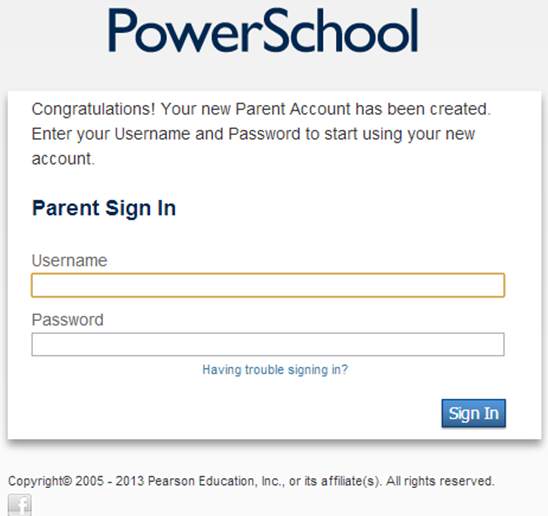 PowerSchool
Congratulations! Your new Parent Account has been created.
Enter your Username and Password to start using your new
account.
Parent Sign In
Username
Password
Having trouble signing in?
Sign In
Copyright© 2005 - 2013 Pearson Education, Inc., or its affiliate(s). All rights reserved.
f